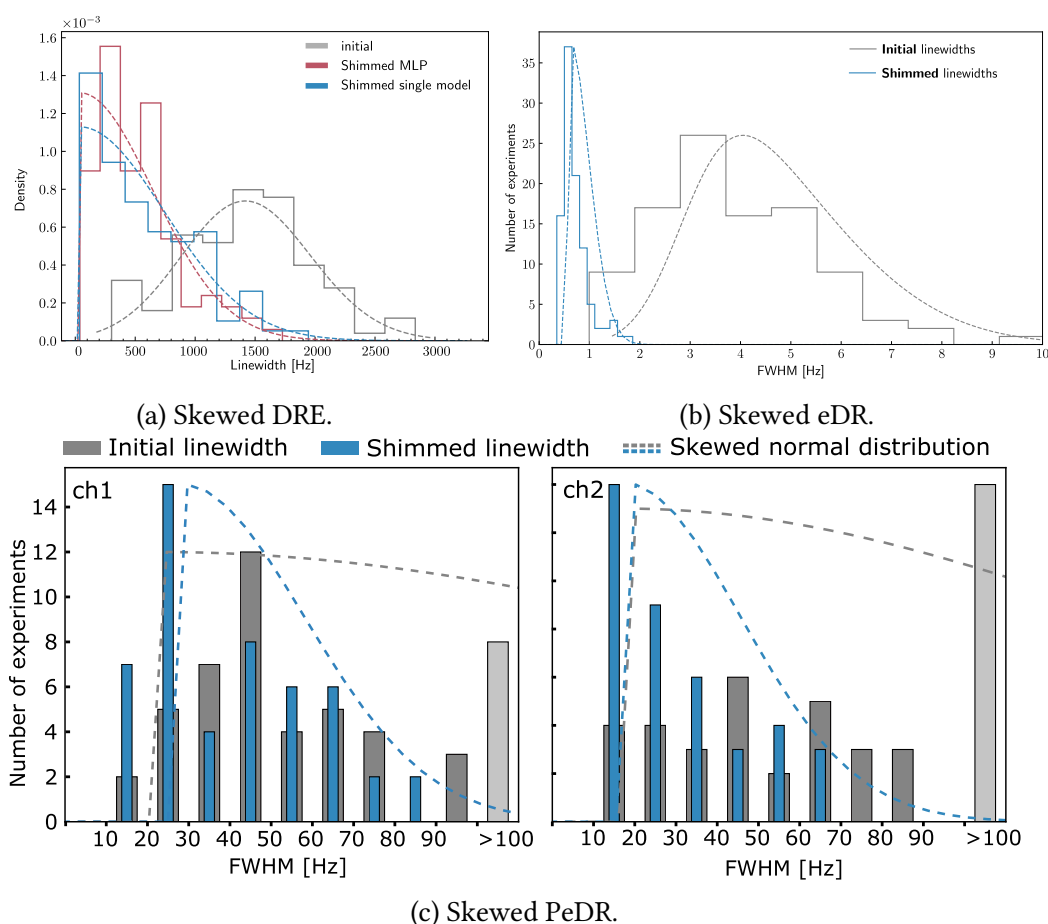 ×10⁻³
1.6
1.4
1.2
1.0
0.8
0.6
0.4
0.2
0.0
Density
initial
Shimmed MLP
Shimmed single model
0 500 1000 1500 2000 2500 3000
Linewidth [Hz]
(a) Skewed DRE.
35
30
25
20
15
10
5
0
Number of experiments
Initial linewidths
Shimmed linewidths
0 1 2 3 4 5 6 7 8 9 10
FWHM [Hz]
(b) Skewed eDR.
Initial linewidth Shimmed linewidth Skewed normal distribution
ch1
14
12
10
8
6
4
2
0
Number of experiments
10 20 30 40 50 60 70 80 90 >100
FWHM [Hz]
ch2
10 20 30 40 50 60 70 80 90 >100
FWHM [Hz]
(c) Skewed PeDR.